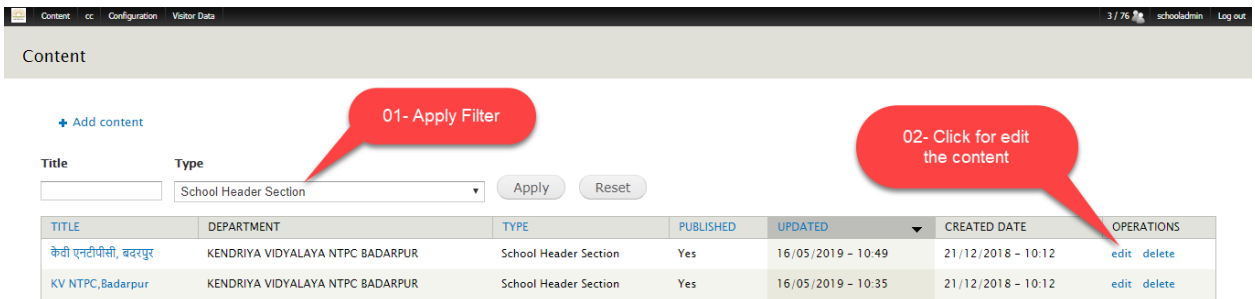 Content cc Configuration Visitor Data 3 / 76 schooladmin Log out
Content
01- Apply Filter
+ Add content
02- Click for edit
the content
Title Type
School Header Section Apply Reset
TITLE DEPARTMENT TYPE PUBLISHED UPDATED CREATED DATE OPERATIONS
केवी एनटीपीसी, बदरपुर KENDRIYA VIDYALAYA NTPC BADARPUR School Header Section Yes 16/05/2019 – 10:49 21/12/2018 – 10:12 edit delete
KV NTPC,Badarpur KENDRIYA VIDYALAYA NTPC BADARPUR School Header Section Yes 16/05/2019 – 10:35 21/12/2018 – 10:12 edit delete